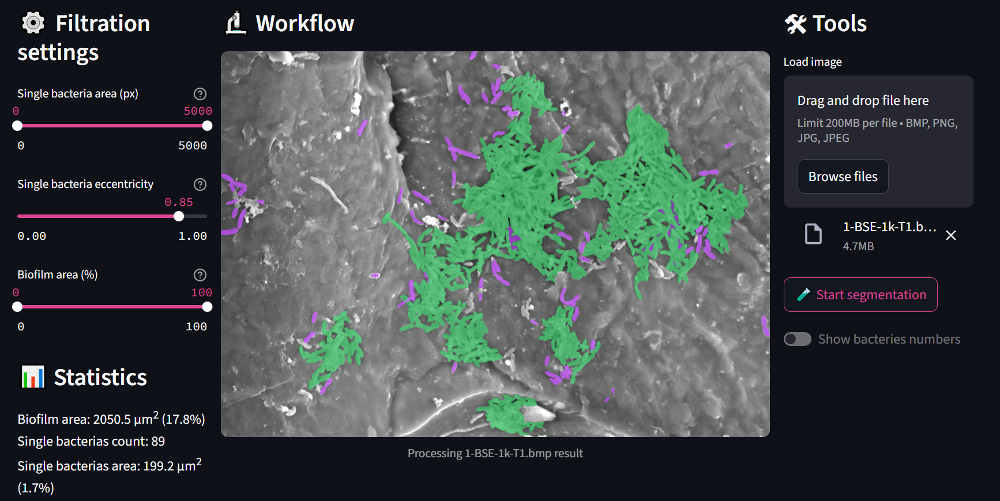 Filtration
settings
Single bacteria area (px)
0 5000
0 5000
Single bacteria eccentricity
0.85
0.00 1.00
Biofilm area (%)
0 100
0 100
Statistics
Biofilm area: 2050.5 μm² (17.8%)
Single bacterias count: 89
Single bacterias area: 199.2 μm²
(1.7%)
Workflow
Processing 1-BSE-1k-T1.bmp result
Tools
Load image
Drag and drop file here
Limit 200MB per file • BMP, PNG,
JPG, JPEG
Browse files
1-BSE-1k-T1.b...
4.7MB
Start segmentation
Show bacteries numbers